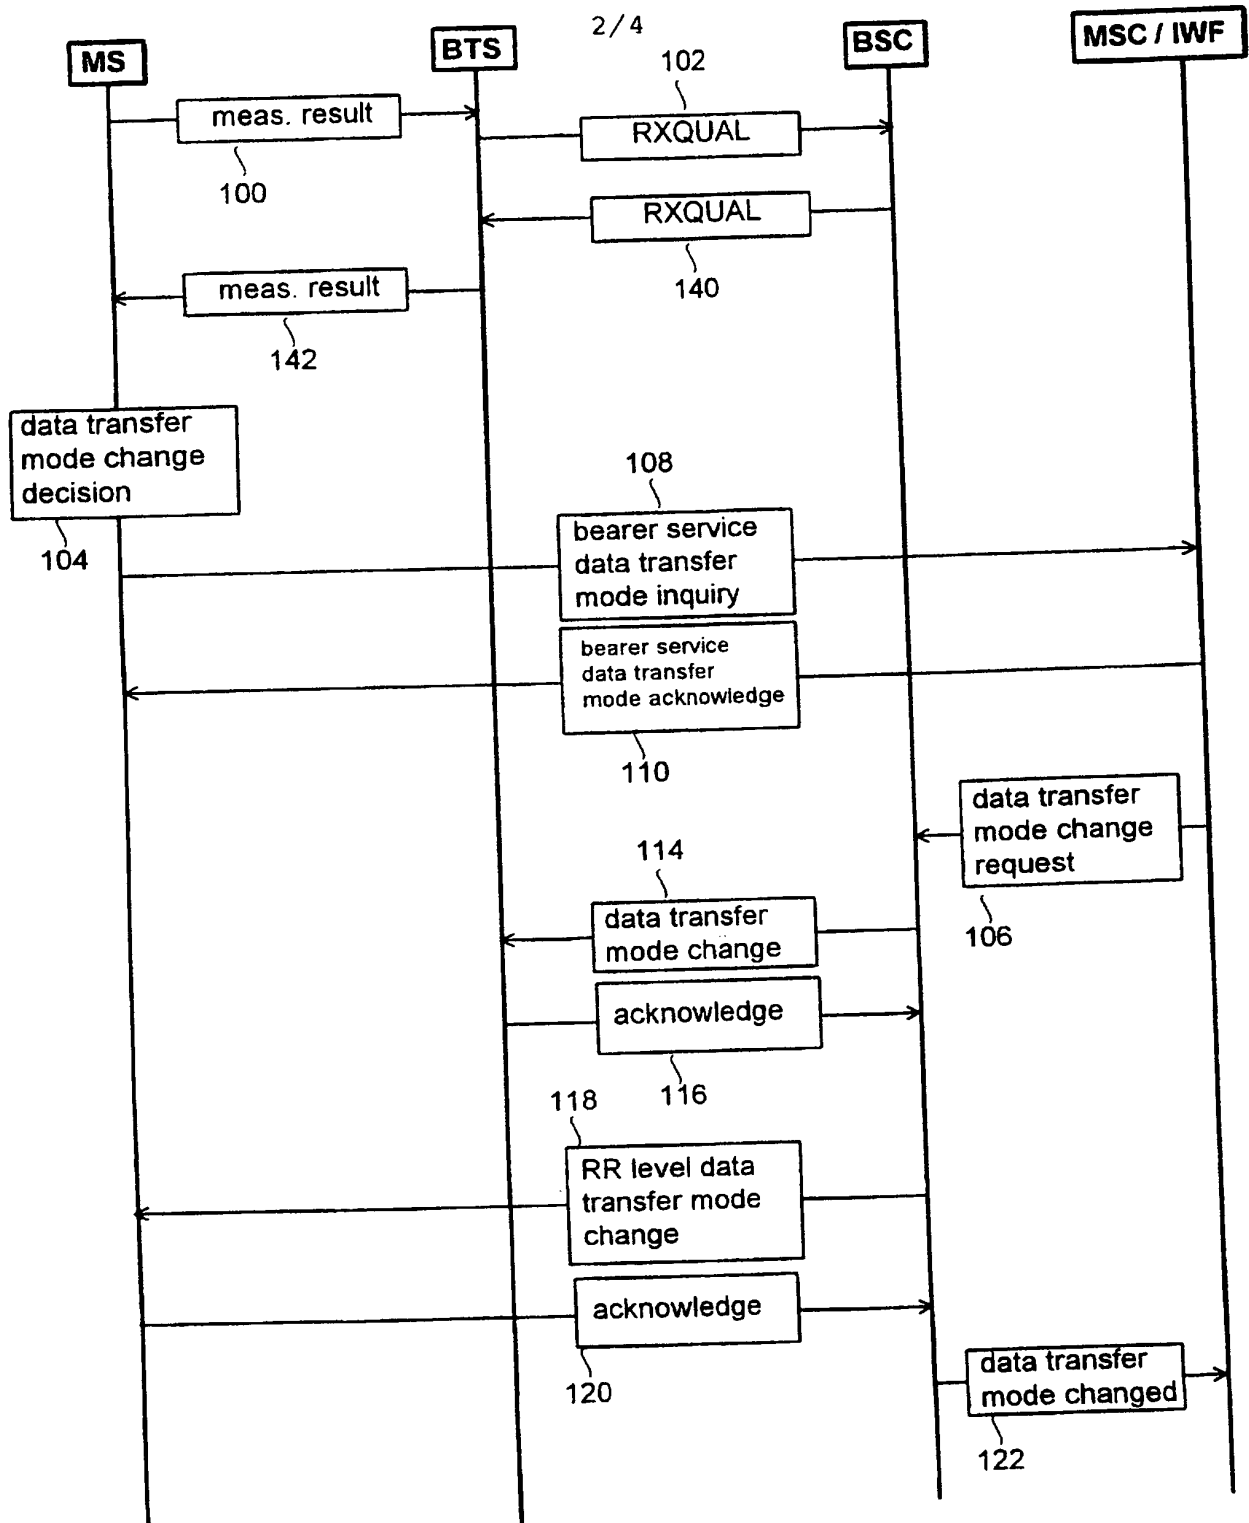 2/4
MS
BTS
BSC
MSC / IWF
102
meas. result
RXQUAL
100
RXQUAL
140
meas. result
142
data transfer
mode change
decision
104
108
bearer service
data transfer
mode inquiry
bearer service
data transfer
mode acknowledge
110
data transfer
mode change
request
106
114
data transfer
mode change
acknowledge
116
118
RR level data
transfer mode
change
acknowledge
120
data transfer
mode changed
122